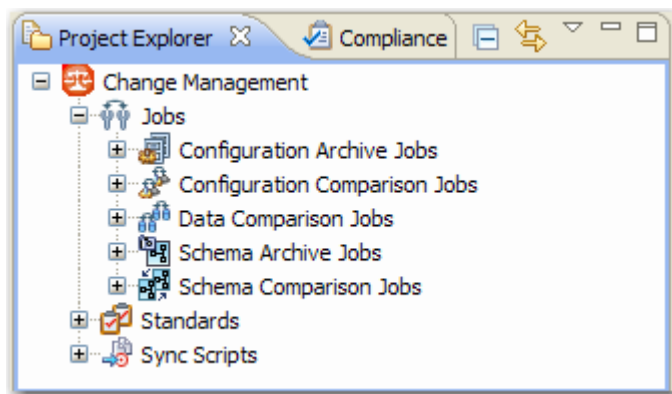 Project Explorer Compliance
Change Management
Jobs
Configuration Archive Jobs
Configuration Comparison Jobs
Data Comparison Jobs
Schema Archive Jobs
Schema Comparison Jobs
Standards
Sync Scripts